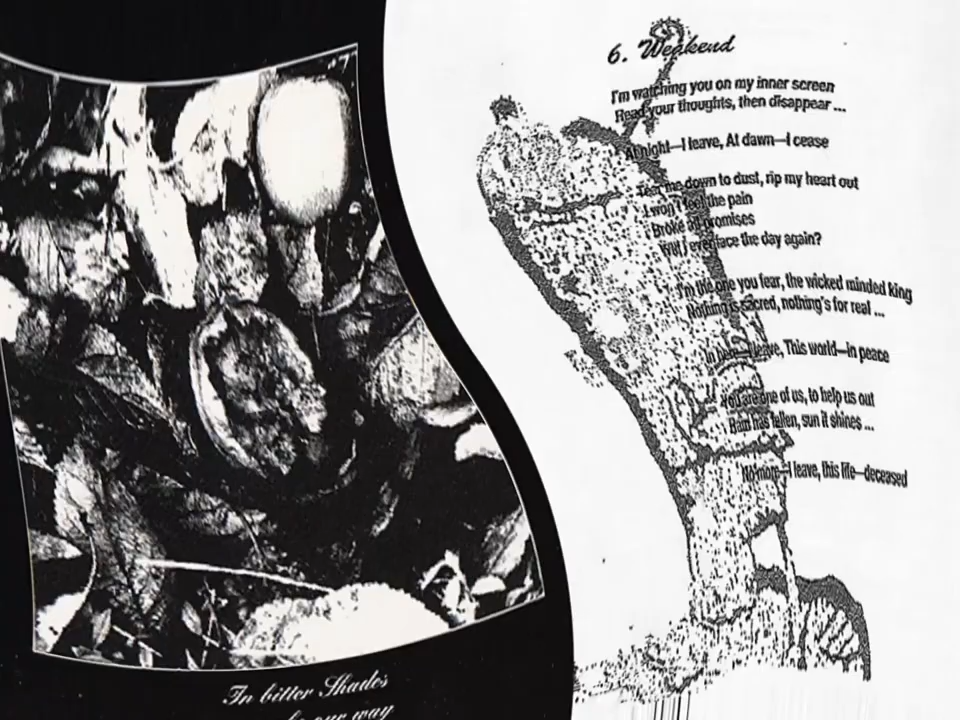 6. Weekend
I'm watching you on my inner screen
Read your thoughts, then disappear ...
At night—I leave, At dawn—I cease
Tear me down to dust, rip my heart out
I won't feel the pain
Broke all promises
Will I ever face the day again?
I'm the one you fear, the wicked minded king
Nothing is sacred, nothing's for real ...
In here—I leave, This world—in peace
You are one of us, to help us out
Rain has fallen, sun it shines ...
No more—I leave, this life—deceased
In bitter Shades
our way